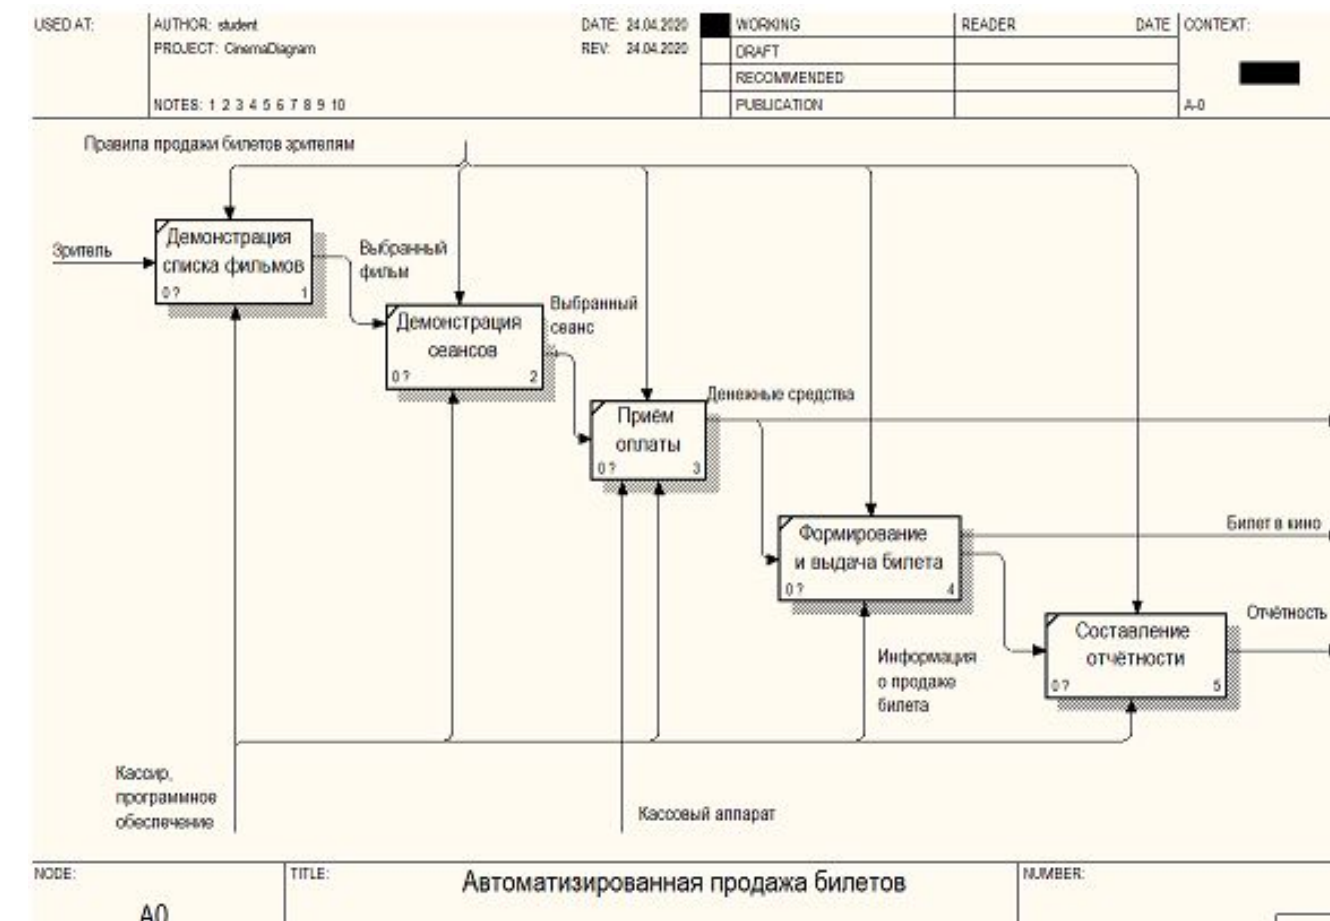 USED AT:
AUTHOR: student
DATE: 24.04.2020
WORKING
READER
DATE
CONTEXT:
PROJECT: CinemaDiagram
REV: 24.04.2020
DRAFT
RECOMMENDED
NOTES: 1 2 3 4 5 6 7 8 9 10
PUBLICATION
A-0
Правила продажи билетов зрителям
Зритель
Демонстрация
списка фильмов
0 ?
1
Выбранный
фильм
Демонстрация
сеансов
0 ?
2
Выбранный
сеанс
Приём
оплаты
0 ?
3
Денежные средства
Формирование
и выдача билета
0 ?
4
Билет в кино
Информация
о продаже
билета
Составление
отчётности
0 ?
5
Отчётность
Кассир,
программное
обеспечение
Кассовый аппарат
NODE:
A0
TITLE:
Автоматизированная продажа билетов
NUMBER: